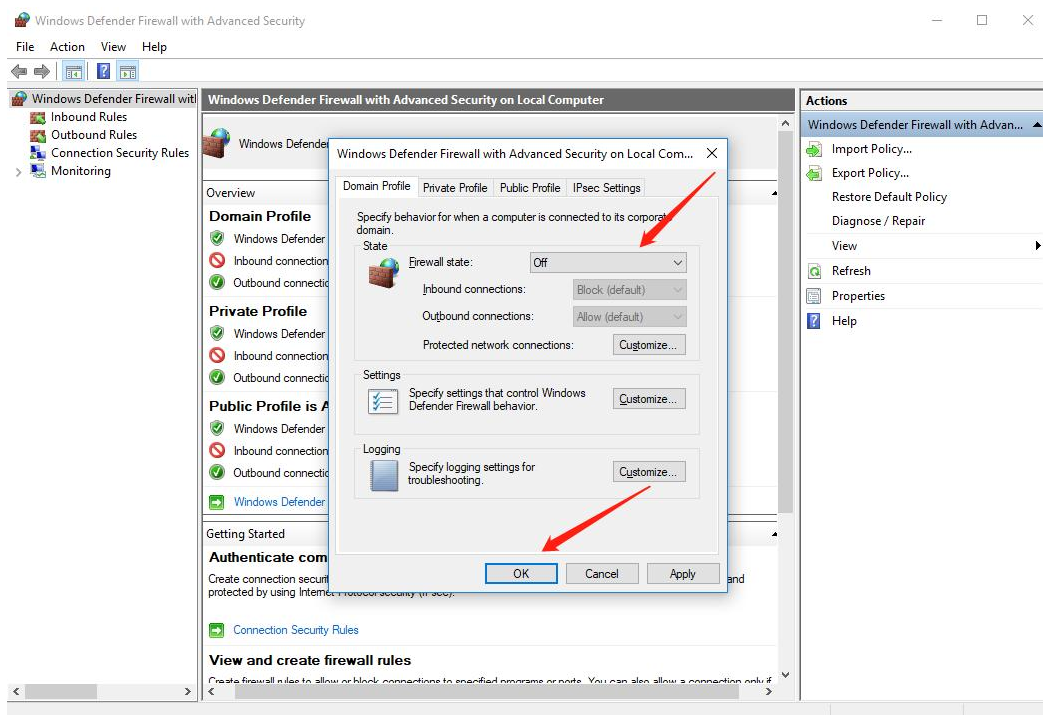 Windows Defender Firewall with Advanced Security
File Action View Help
Windows Defender Firewall wit
Inbound Rules
Outbound Rules
Connection Security Rules
Monitoring
Windows Defender Firewall with Advanced Security on Local Computer
Windows Defende
Overview
Domain Profile
Windows Defender
Inbound connection
Outbound connectic
Private Profile
Windows Defender
Inbound connection
Outbound connectic
Public Profile is A
Windows Defender
Inbound connection
Outbound connectic
Windows Defender
Getting Started
Authenticate com
Create connection securit
and
protected by using Internet Protocol security (IPsec).
Connection Security Rules
View and create firewall rules
Create firewall rules to allow or block connections to specified programs or ports. You can also allow a connection only if
Windows Defender Firewall with Advanced Security on Local Com...
Domain Profile Private Profile Public Profile IPsec Settings
Specify behavior for when a computer is connected to its corporate
domain.
State
Firewall state: Off
Inbound connections: Block (default)
Outbound connections: Allow (default)
Protected network connections: Customize...
Settings
Specify settings that control Windows
Defender Firewall behavior.
Customize...
Logging
Specify logging settings for
troubleshooting.
Customize...
OK Cancel Apply
Actions
Windows Defender Firewall with Advan...
Import Policy...
Export Policy...
Restore Default Policy
Diagnose / Repair
View
Refresh
Properties
Help